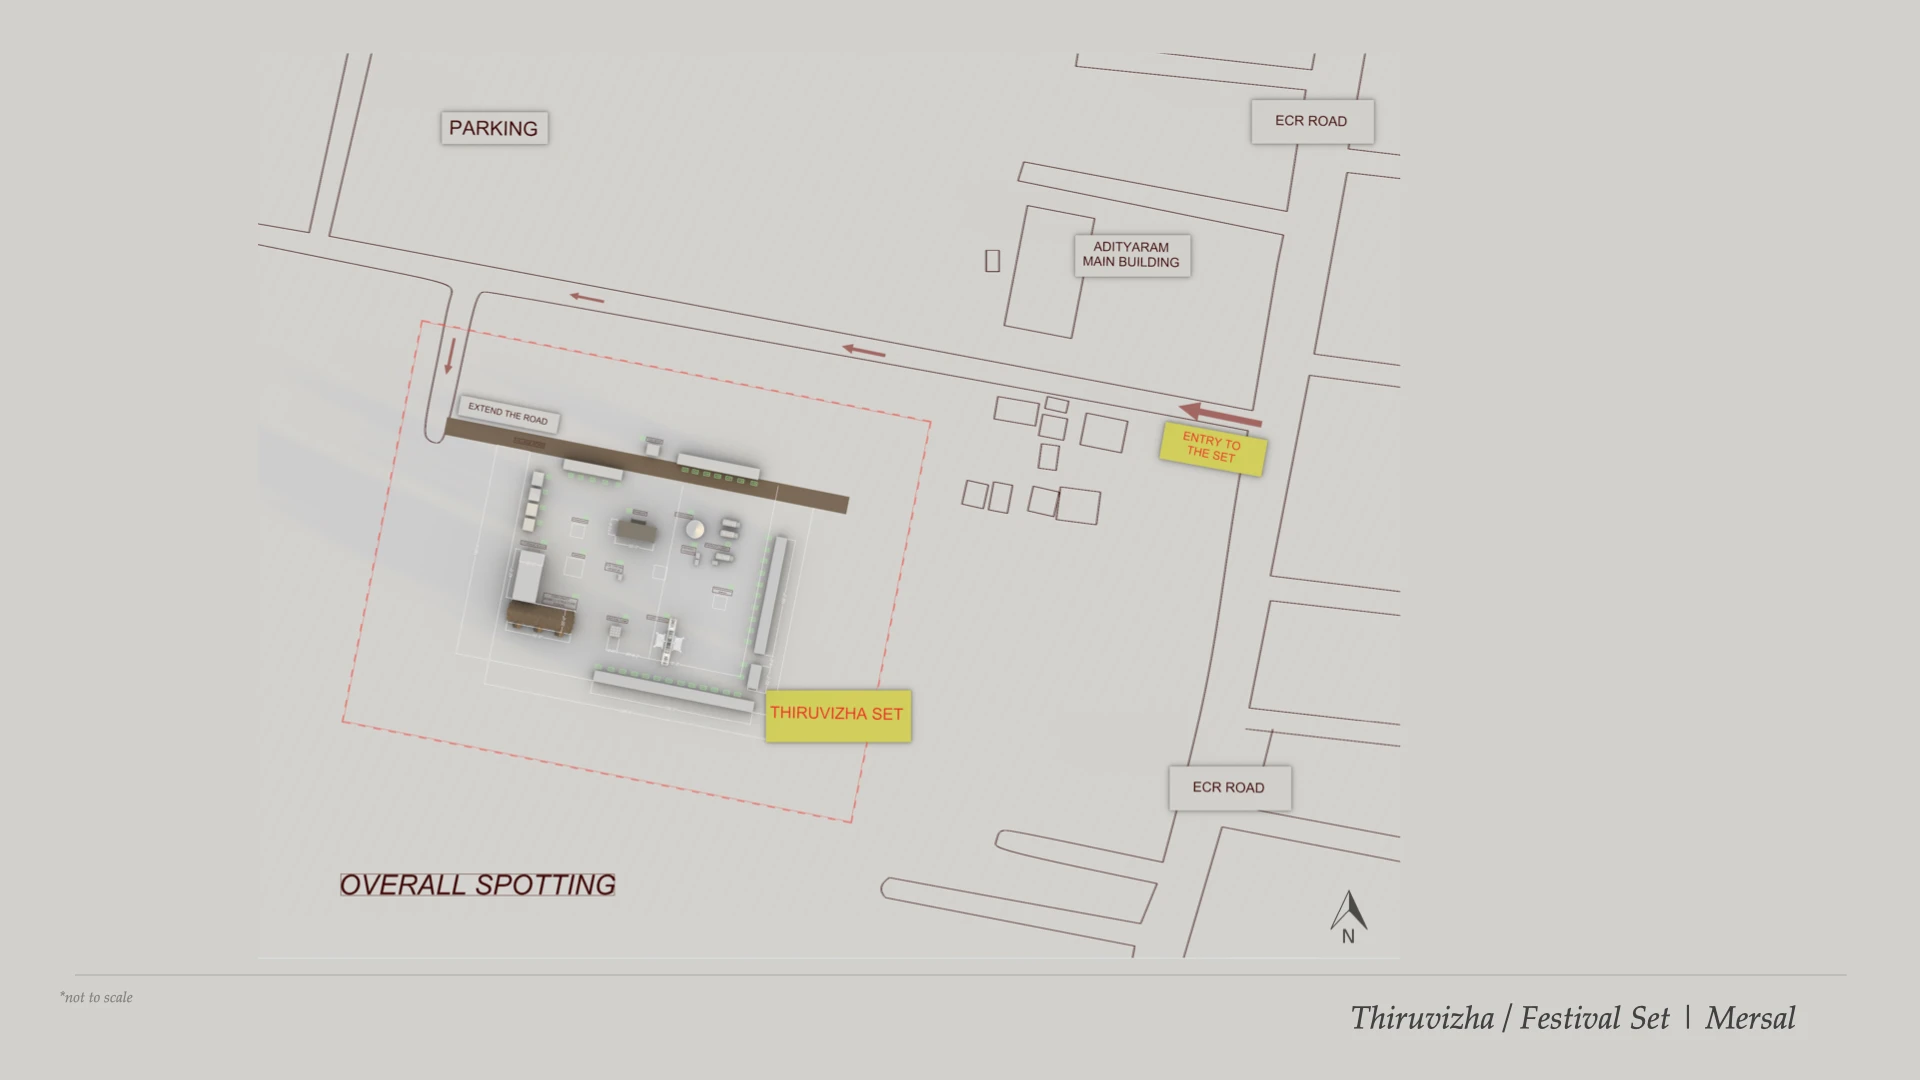 PARKING
ECR ROAD
ADITYARAM
MAIN BUILDING
EXTEND THE ROAD
ENTRY TO
THE SET
THIRUVIZHA SET
ECR ROAD
OVERALL SPOTTING
N
*not to scale
Thiruvizha / Festival Set | Mersal